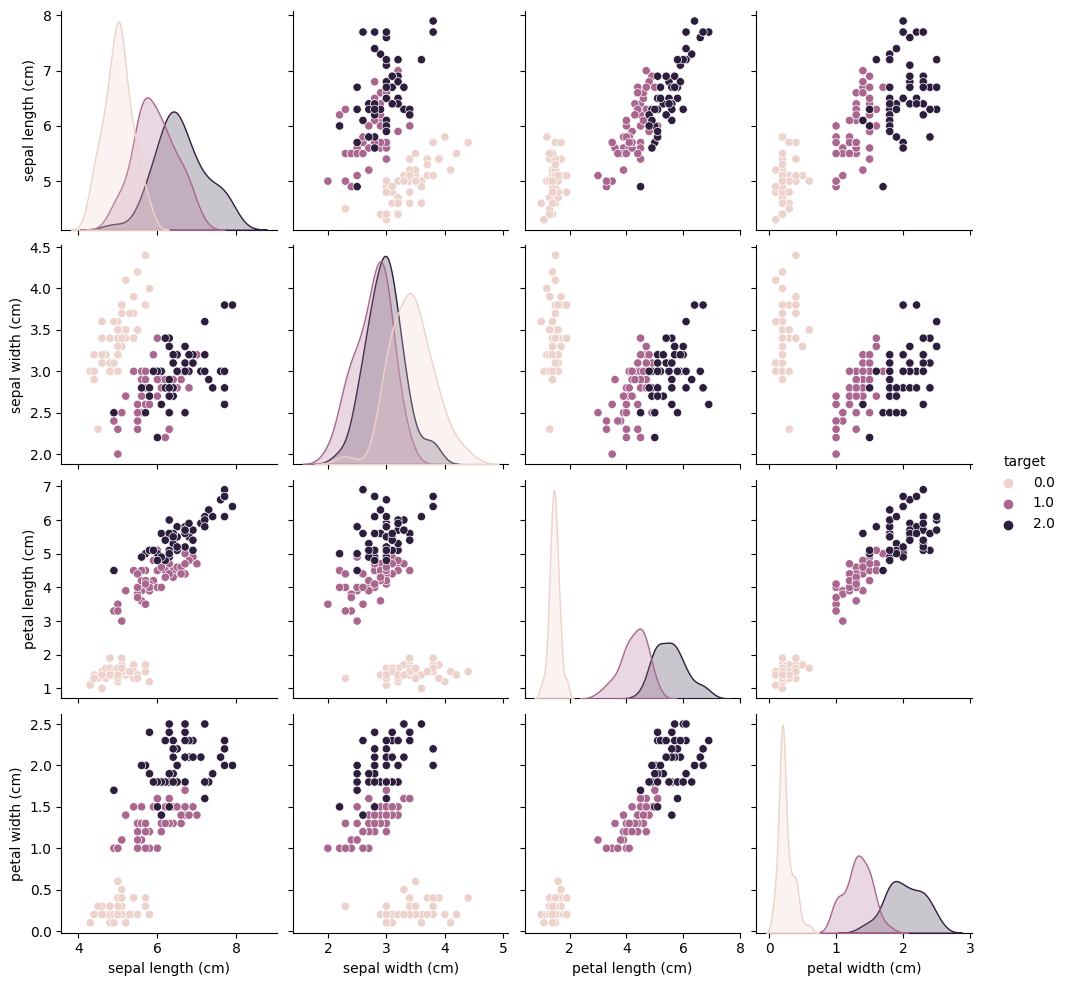 sepal length (cm)
8
7
6
5
sepal width (cm)
4.5
4.0
3.5
3.0
2.5
2.0
target
0.0
1.0
2.0
petal length (cm)
7
6
5
4
3
2
1
petal width (cm)
2.5
2.0
1.5
1.0
0.5
0.0
4 6 8
2 3 4 5
2 4 6 8
0 1 2 3
sepal length (cm)
sepal width (cm)
petal length (cm)
petal width (cm)